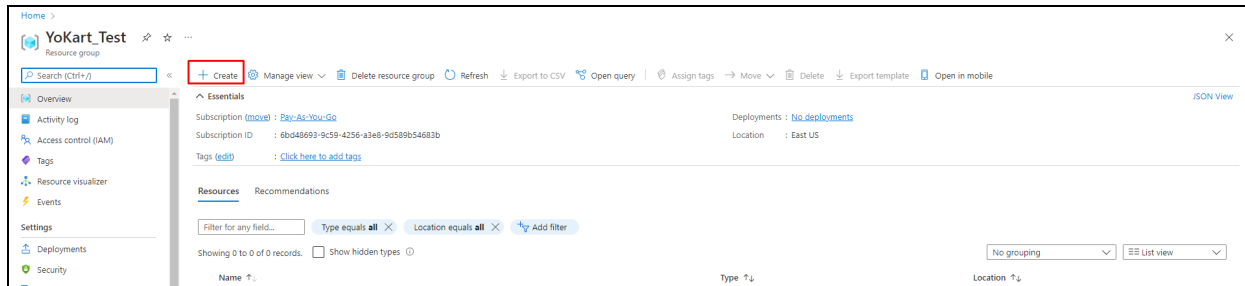 Home >
YoKart_Test
Resource group
Search (Ctrl+/)
Overview
Activity log
Access control (IAM)
Tags
Resource visualizer
Events
Settings
Deployments
Security
+ Create Manage view Delete resource group Refresh Export to CSV Open query Assign tags Move Delete Export template Open in mobile
Essentials JSON View
Subscription (move) : Pay-As-You-Go Deployments : No deployments
Subscription ID : 6bd48693-9c59-4256-a3e8-9d589b54683b Location : East US
Tags (edit) : Click here to add tags
Resources Recommendations
Filter for any field... Type equals all Location equals all Add filter
Showing 0 to 0 of 0 records. Show hidden types No grouping List view
Name Type Location